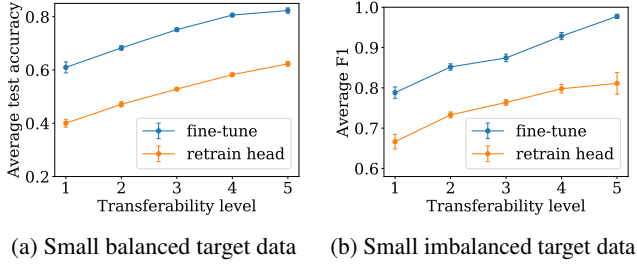 Average test accuracy
0.8
0.6
0.4
0.2
1 2 3 4 5
Transferability level
fine-tune
retrain head
(a) Small balanced target data
Average F1
1.0
0.9
0.8
0.7
0.6
1 2 3 4 5
Transferability level
fine-tune
retrain head
(b) Small imbalanced target data